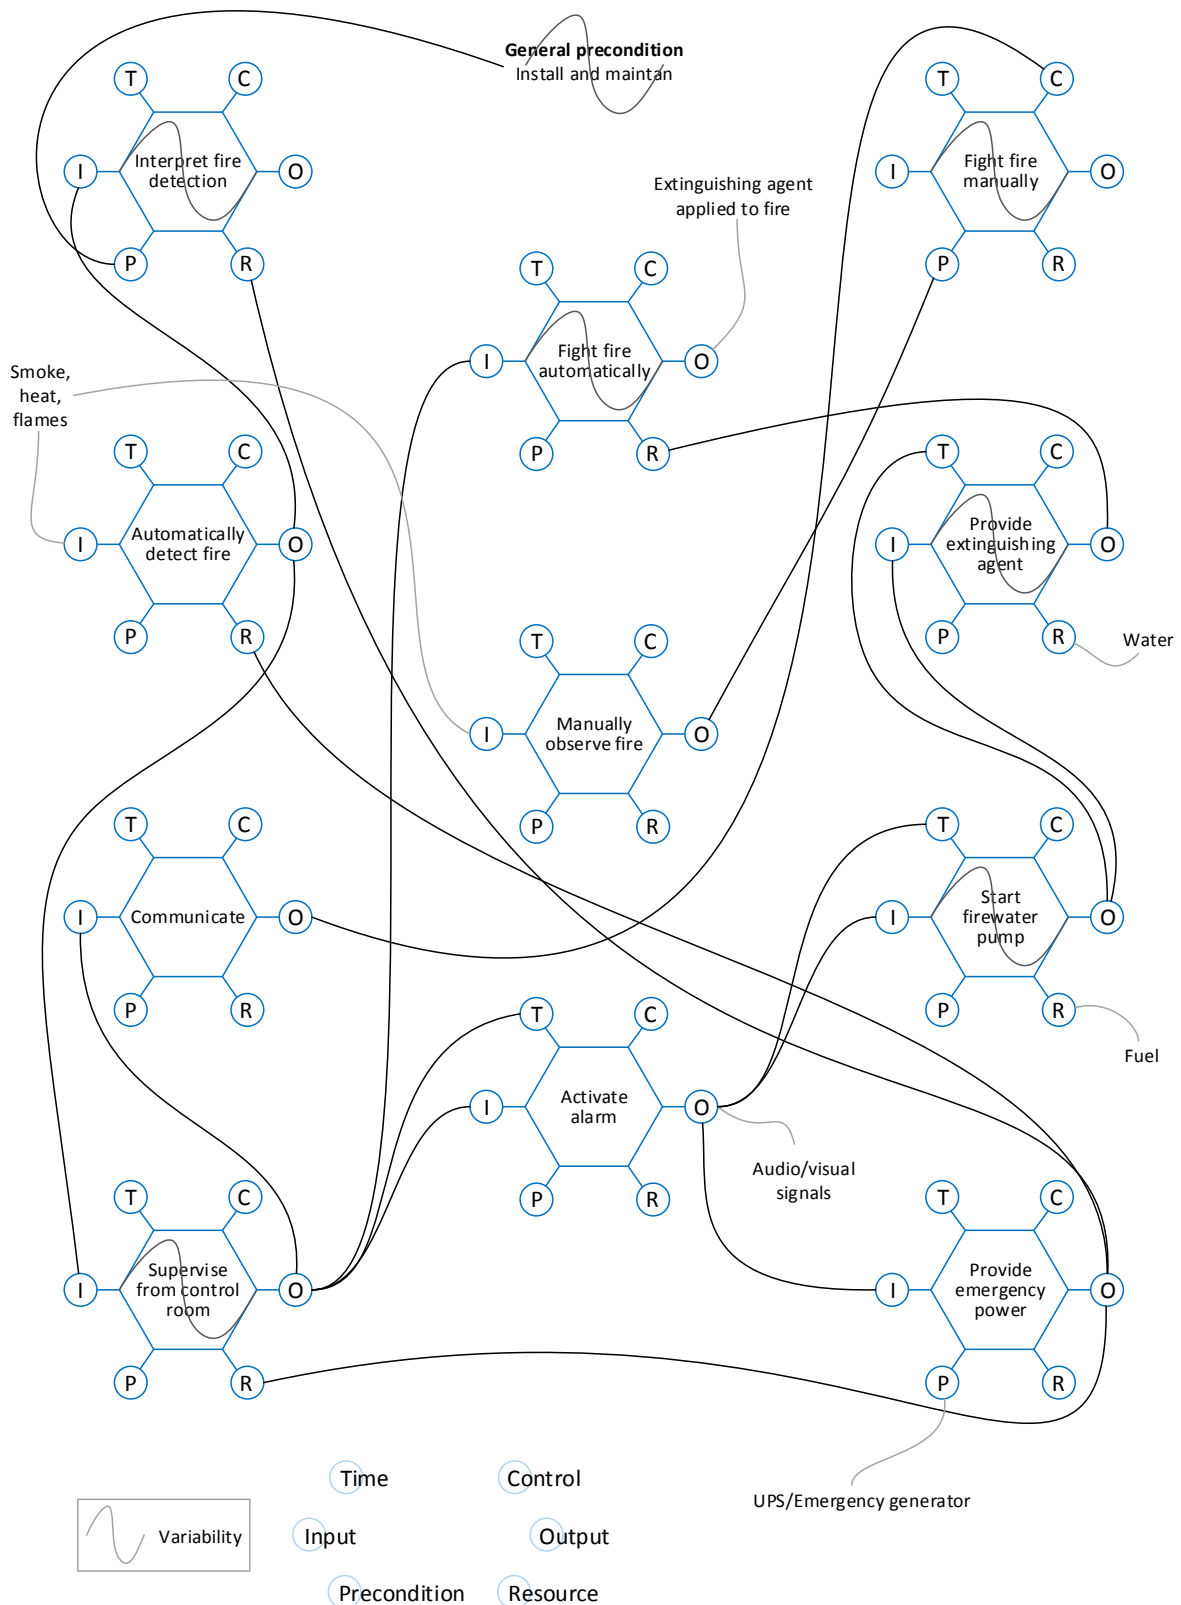 General precondition
Install and maintan
T
C
I
Interpret fire
detection
O
P
R
T
C
I
Fight fire
manually
O
P
R
Extinguishing agent
applied to fire
T
C
I
Fight fire
automatically
O
P
R
Smoke,
heat,
flames
T
C
I
Automatically
detect fire
O
P
R
T
C
I
Provide
extinguishing
agent
O
P
R
Water
T
C
I
Manually
observe fire
O
P
R
T
C
I
Communicate
O
P
R
T
C
I
Start
firewater
pump
O
P
R
Fuel
T
C
I
Activate
alarm
O
P
R
Audio/visual
signals
T
C
I
Supervise
from control
room
O
P
R
T
C
I
Provide
emergency
power
O
P
R
UPS/Emergency generator
Variability
Time
Control
Input
Output
Precondition
Resource